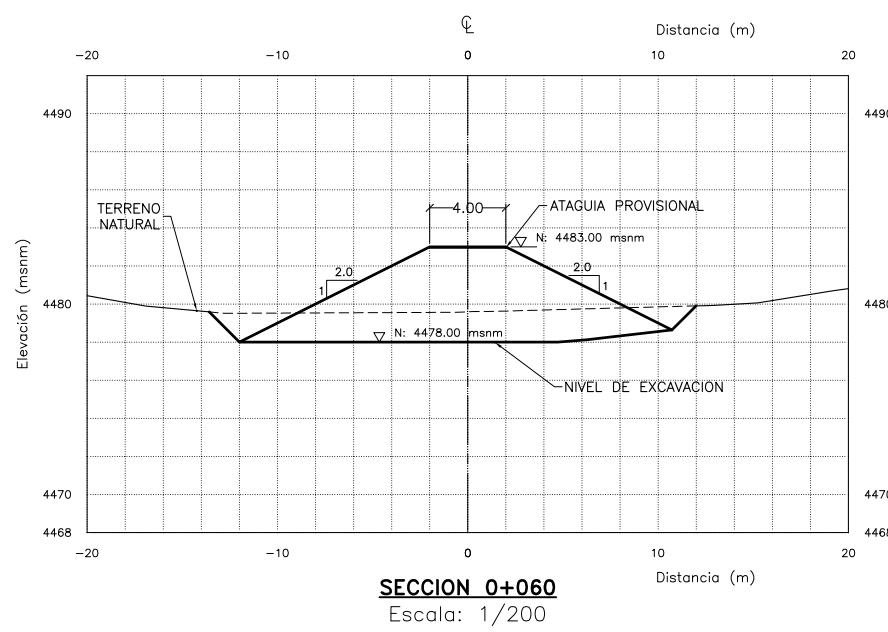 ℄
Distancia (m)
-20 -10 0 10 20
4490 4490
TERRENO
NATURAL
4.00
ATAGUIA PROVISIONAL
N: 4483.00 msnm
2.0
1
2.0
1
Elevación (msnm)
4480 4480
N: 4478.00 msnm
NIVEL DE EXCAVACION
4470 4470
4468 4468
-20 -10 0 10 20
Distancia (m)
SECCION 0+060
Escala: 1/200